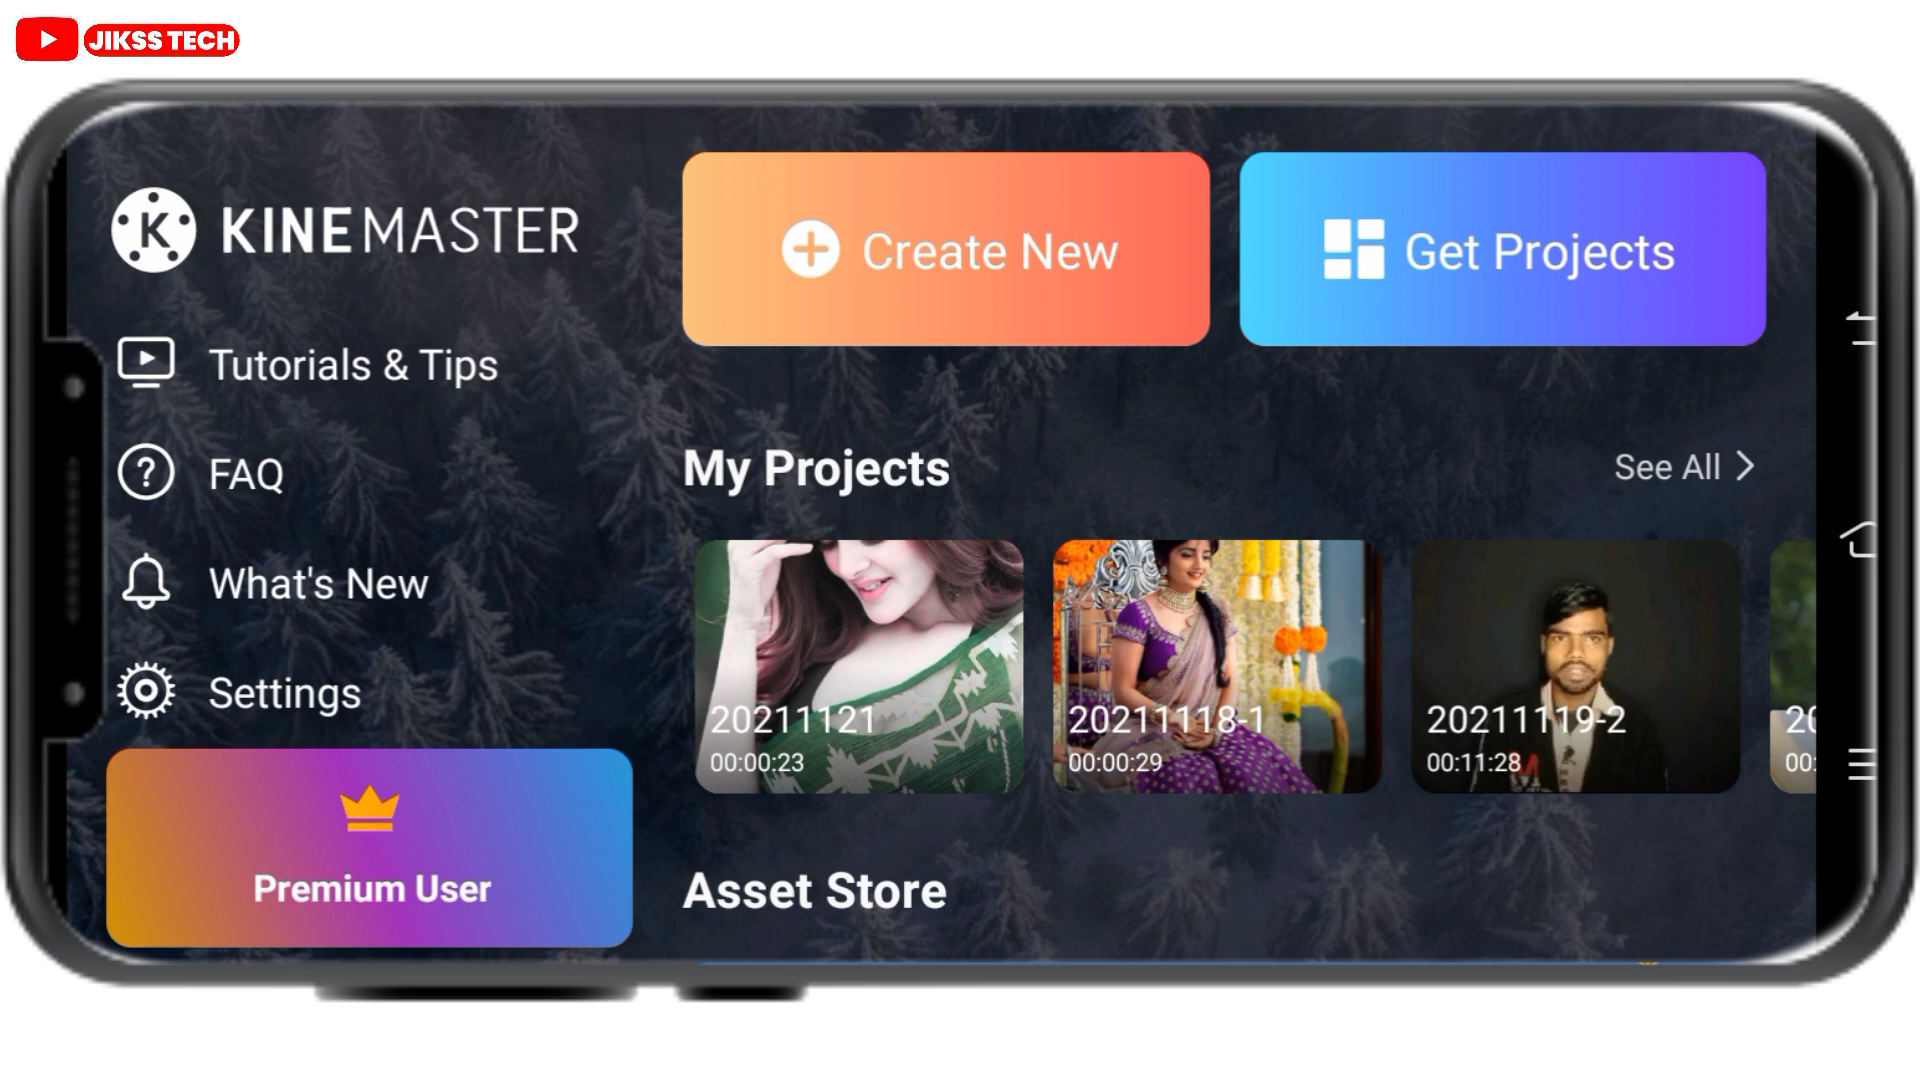 JIKSS TECH
K KINEMASTER
Tutorials & Tips
FAQ
What's New
Settings
Premium User
Create New
Get Projects
My Projects
See All
20211121
00:00:23
20211118-1
00:00:29
20211119-2
00:11:28
Asset Store